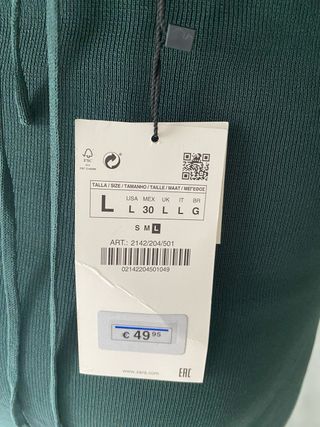 FSC
TALLA / SIZE / TAMANHO / TAILLE / MAAT / ΜΕΓΕΘΟΣ
L
USA MEX UK IT BR
L 30 L L G
S M L
ART.: 2142/204/501
02142204501049
€ 49 95
www.zara.com
EAC